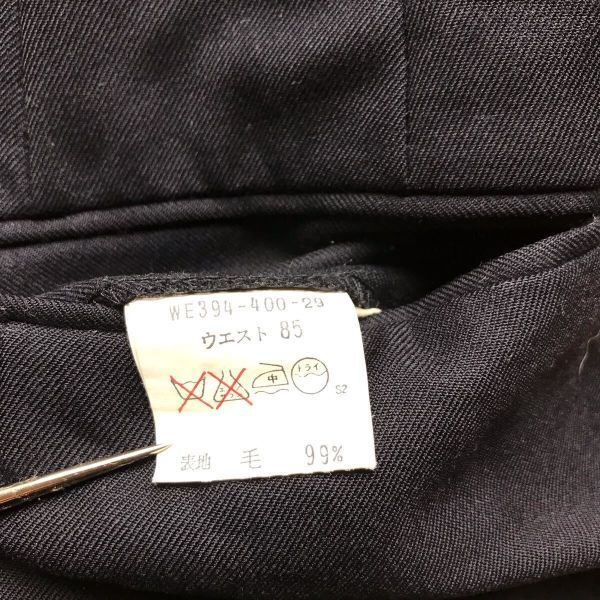 WE394-400-29
ウエスト 85
中 ドライ
S2
表地 毛 99%